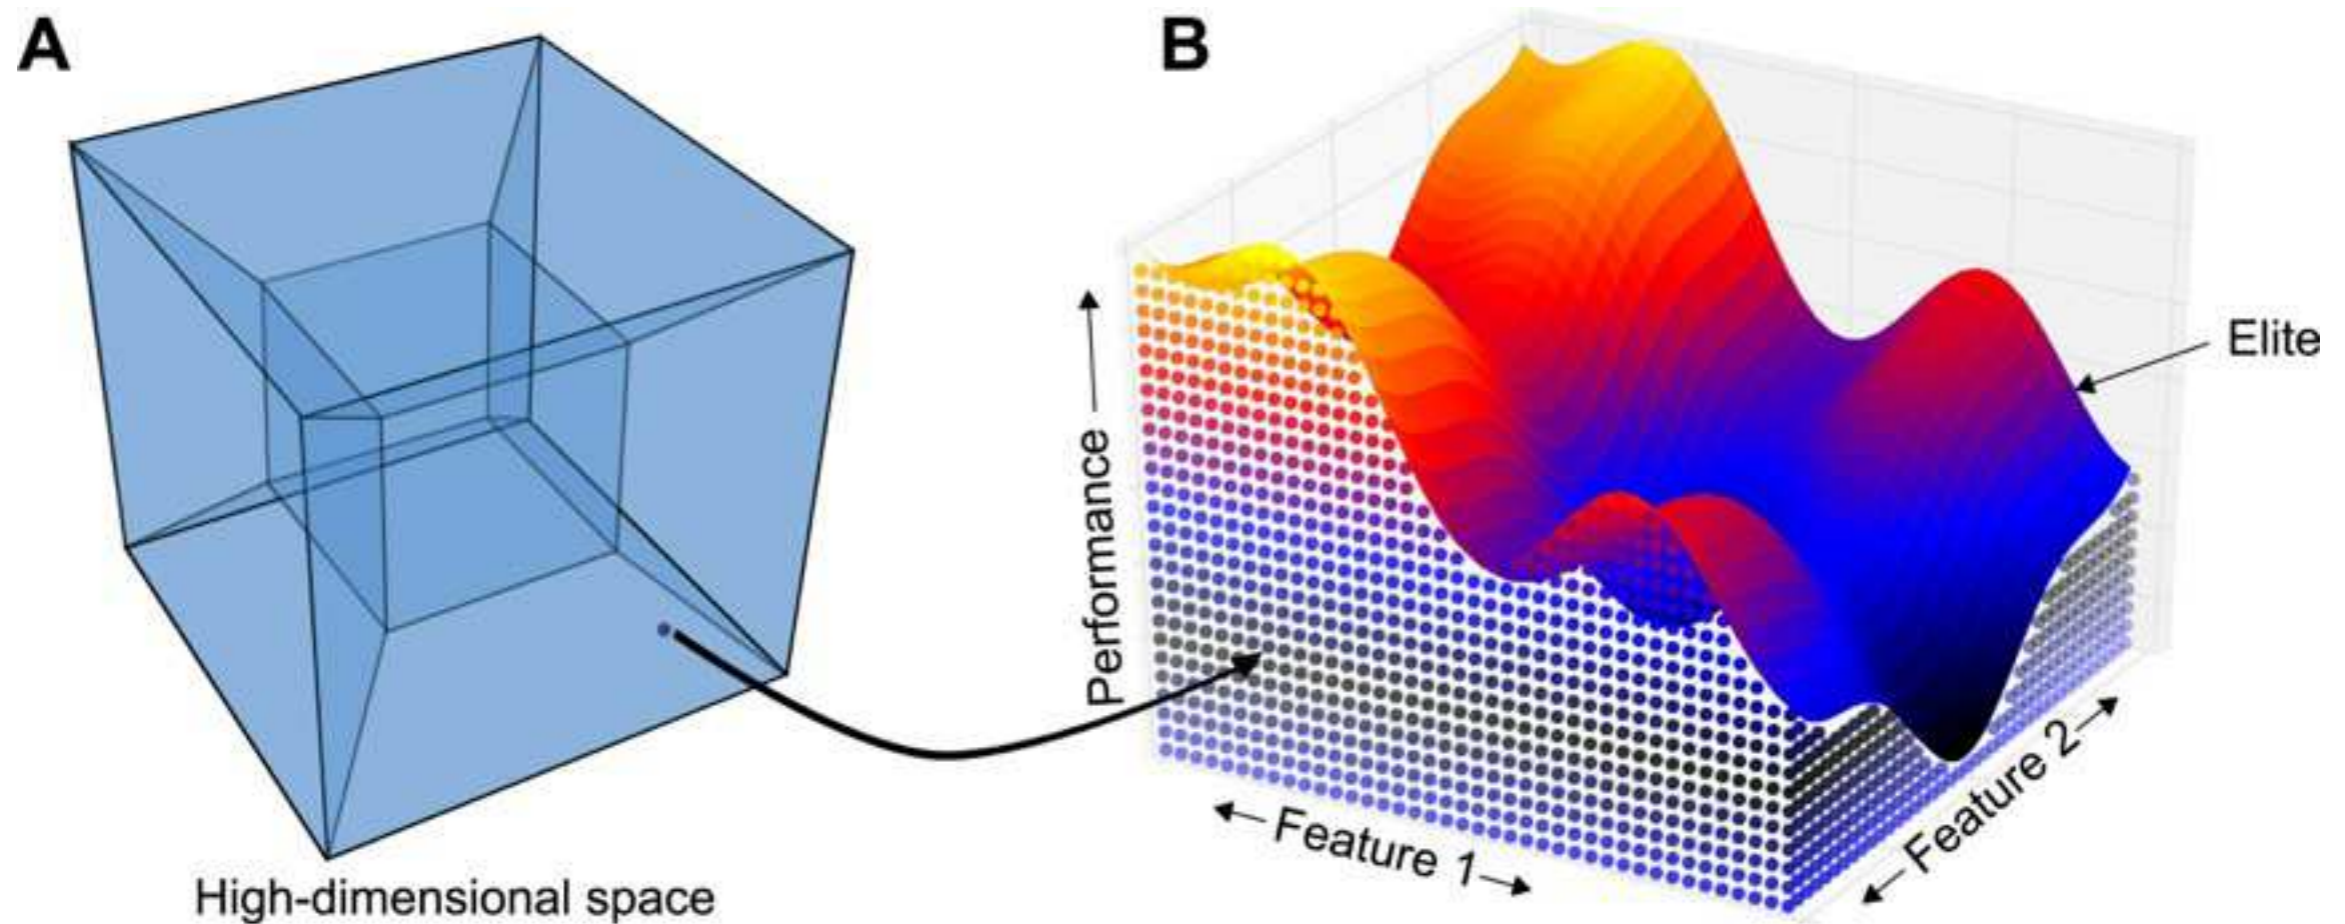 A
High-dimensional space
B
Performance
Feature 1
Feature 2
Elite